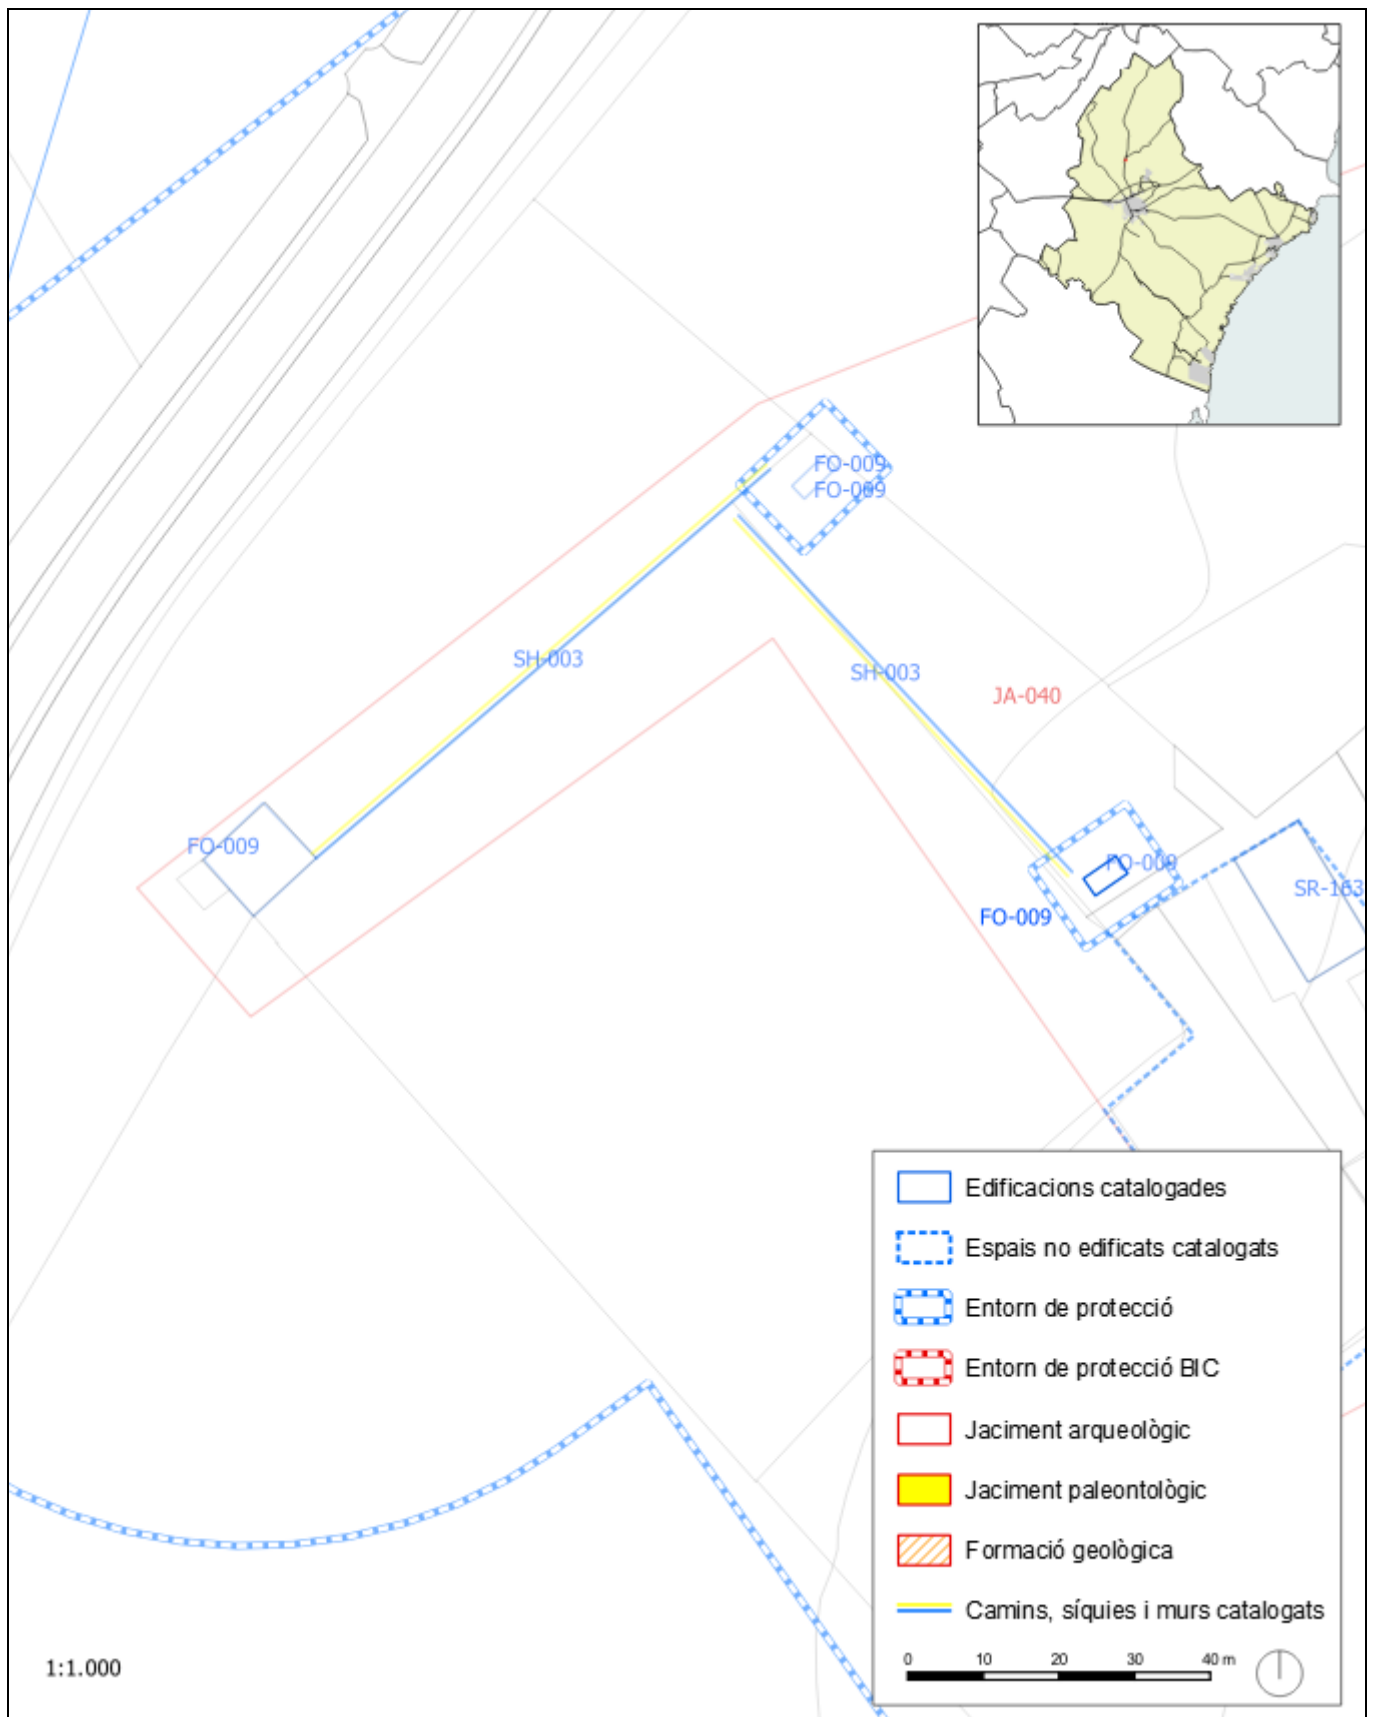 FO-009
FO-009
SH-003
SH-003
JA-040
FO-009
FO-009
SR-163
FO-009
Edificacions catalogades
Espais no edificats catalogats
Entorn de protecció
Entorn de protecció BIC
Jaciment arqueològic
Jaciment paleontològic
Formació geològica
Camins, síquies i murs catalogats
0 10 20 30 40 m
1:1.000